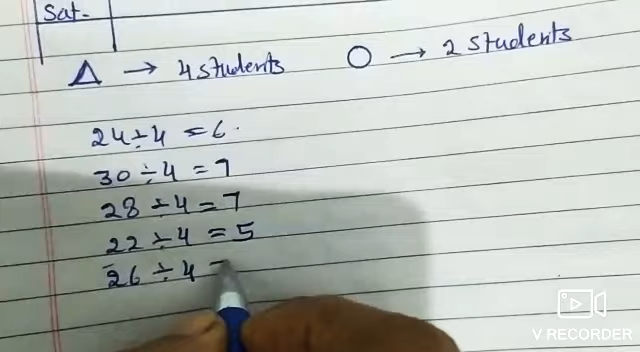 Sat-
△ → 4 students ○ → 2 students
24 ÷ 4 = 6.
30 ÷ 4 = 7
28 ÷ 4 = 7
22 ÷ 4 = 5
26 ÷ 4 =
V RECORDER